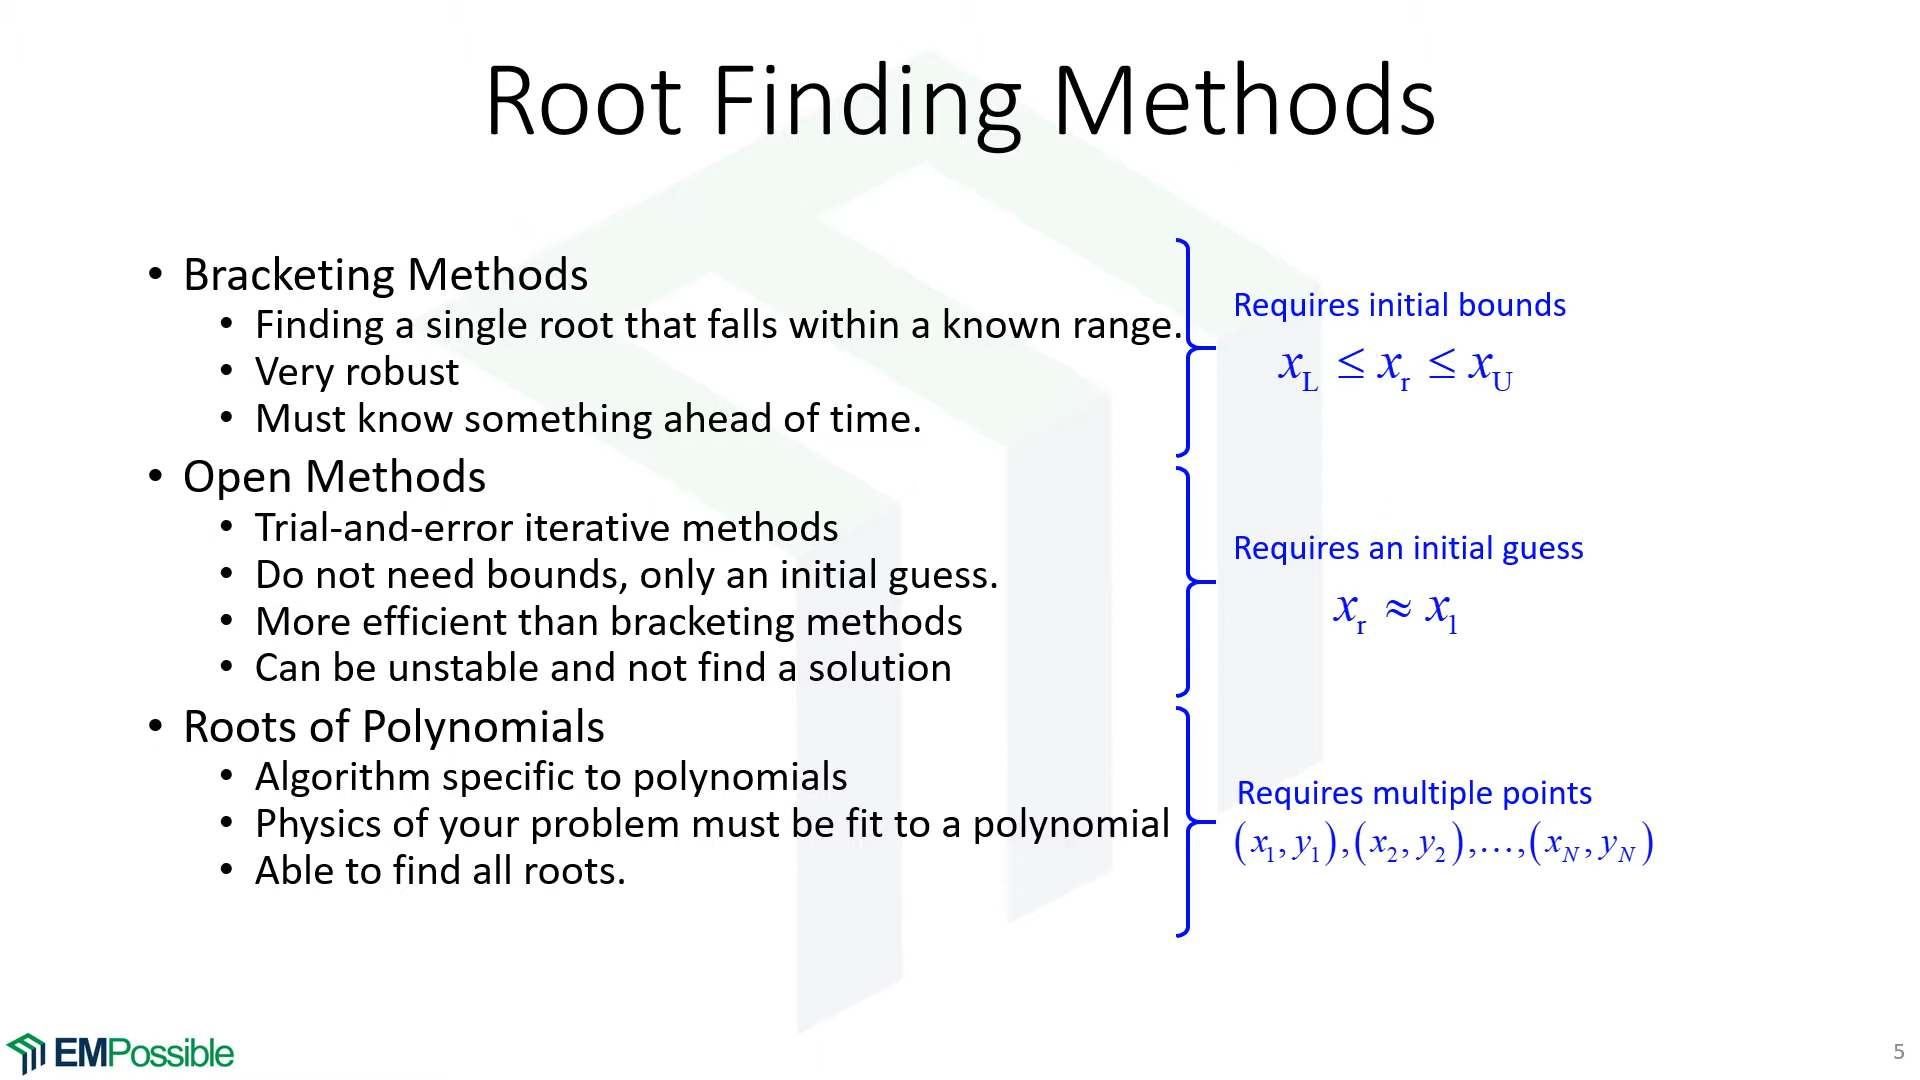 Root Finding Methods
• Bracketing Methods
• Finding a single root that falls within a known range.
• Very robust
• Must know something ahead of time.
Requires initial bounds
x_L ≤ x_r ≤ x_U
• Open Methods
• Trial-and-error iterative methods
• Do not need bounds, only an initial guess.
• More efficient than bracketing methods
• Can be unstable and not find a solution
Requires an initial guess
x_r ≈ x_1
• Roots of Polynomials
• Algorithm specific to polynomials
• Physics of your problem must be fit to a polynomial
• Able to find all roots.
Requires multiple points
(x_1, y_1),(x_2, y_2),…,(x_N, y_N)
EMPossible
5